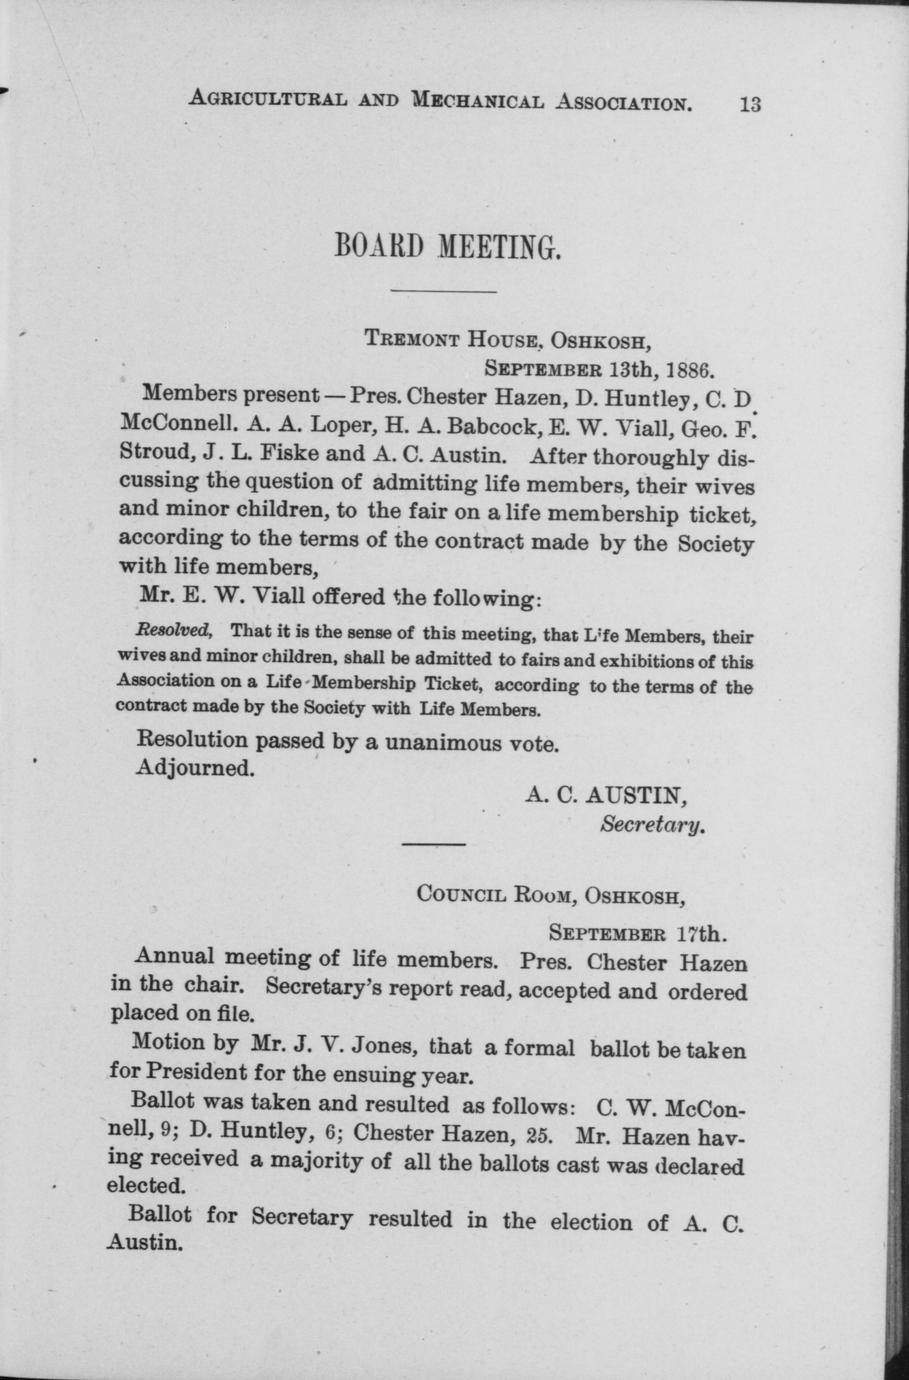 AGRICULTURAL AND MECHANICAL ASSOCIATION. 13
BOARD MEETING.
TREMONT HOUSE, OSHKOSH,
SEPTEMBER 13th, 1886.
Members present — Pres. Chester Hazen, D. Huntley, C. D.
McConnell. A. A. Loper, H. A. Babcock, E. W. Viall, Geo. F.
Stroud, J. L. Fiske and A. C. Austin. After thoroughly dis-
cussing the question of admitting life members, their wives
and minor children, to the fair on a life membership ticket,
according to the terms of the contract made by the Society
with life members,
Mr. E. W. Viall offered the following:
Resolved, That it is the sense of this meeting, that Life Members, their
wives and minor children, shall be admitted to fairs and exhibitions of this
Association on a Life Membership Ticket, according to the terms of the
contract made by the Society with Life Members.
Resolution passed by a unanimous vote.
Adjourned.
A. C. AUSTIN,
Secretary.
COUNCIL ROOM, OSHKOSH,
SEPTEMBER 17th.
Annual meeting of life members. Pres. Chester Hazen
in the chair. Secretary's report read, accepted and ordered
placed on file.
Motion by Mr. J. V. Jones, that a formal ballot be taken
for President for the ensuing year.
Ballot was taken and resulted as follows: C. W. McCon-
nell, 9; D. Huntley, 6; Chester Hazen, 25. Mr. Hazen hav-
ing received a majority of all the ballots cast was declared
elected.
Ballot for Secretary resulted in the election of A. C.
Austin.